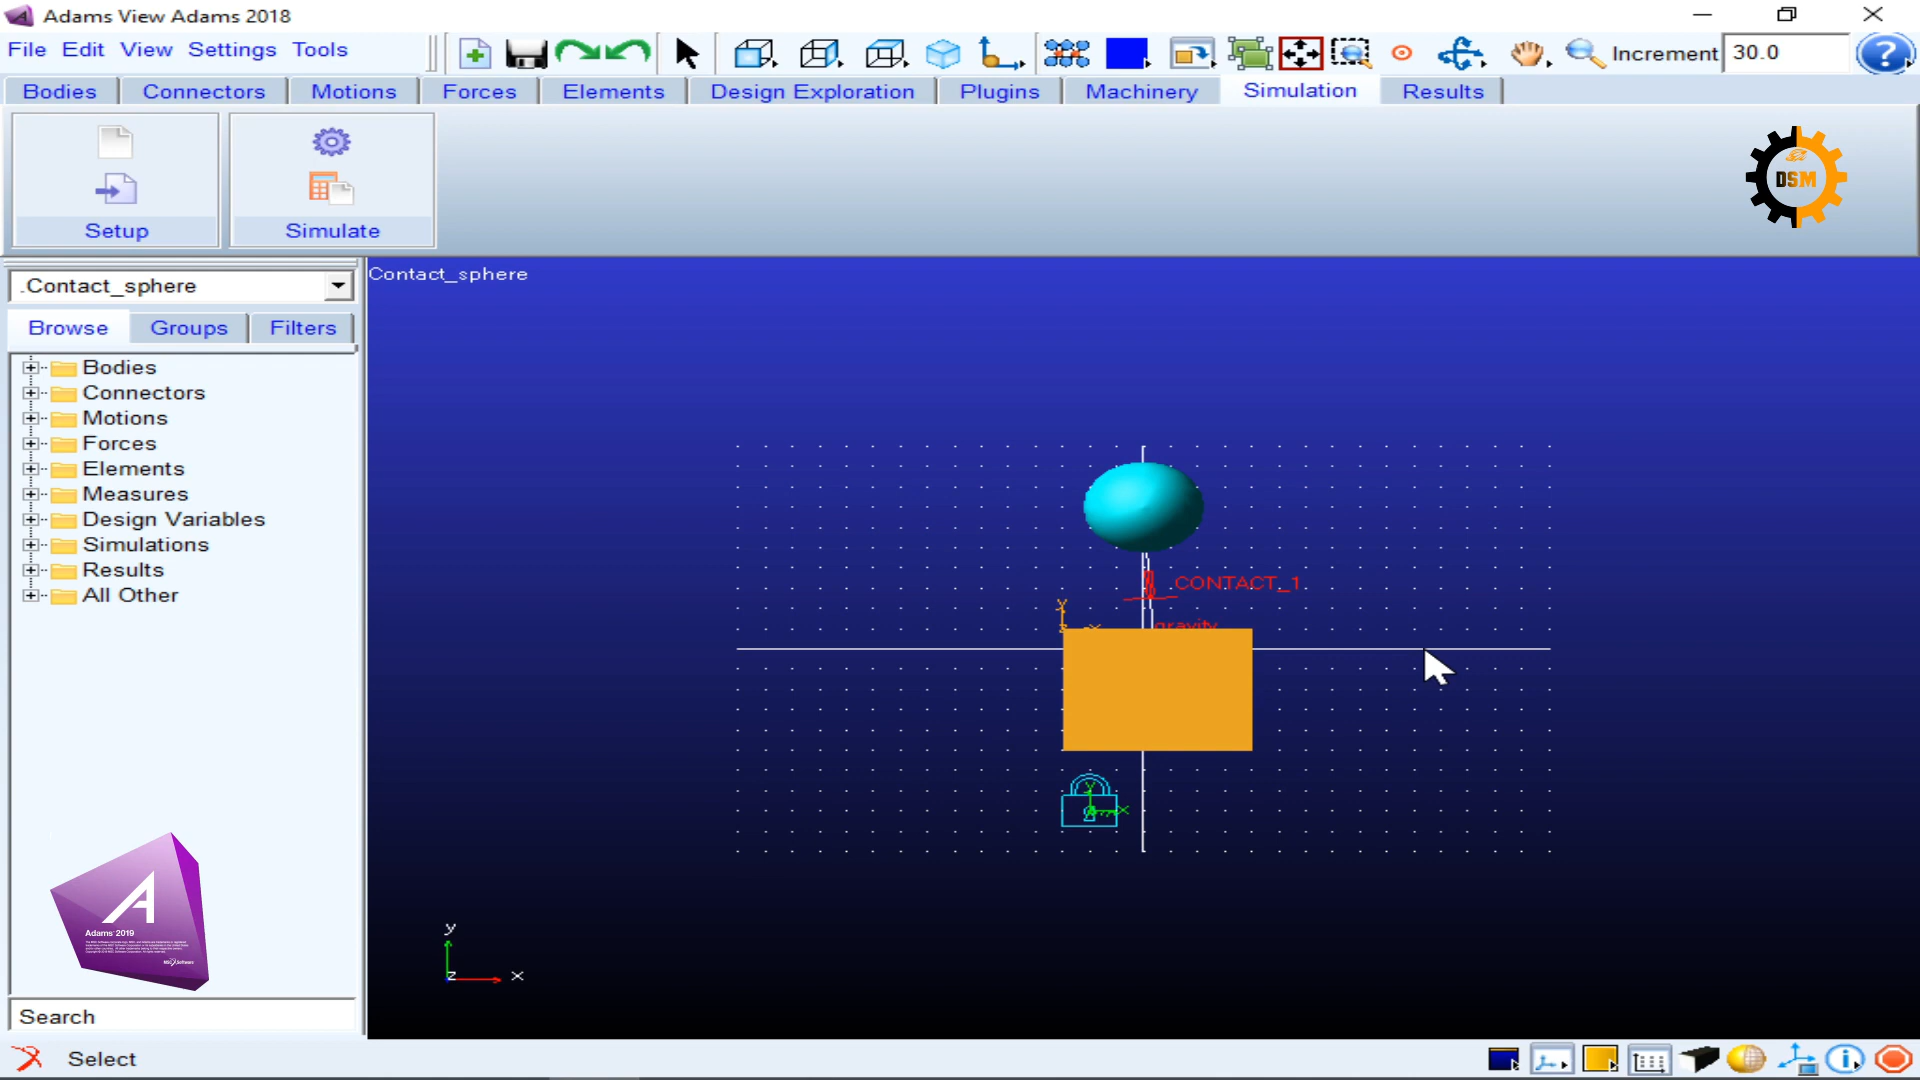 Adams View Adams 2018
File Edit View Settings Tools
Increment 30.0
Bodies Connectors Motions Forces Elements Design Exploration Plugins Machinery Simulation Results
Setup Simulate
DSM
.Contact_sphere
Contact_sphere
Browse Groups Filters
Bodies
Connectors
Motions
Forces
Elements
Measures
Design Variables
Simulations
Results
All Other
CONTACT_1
y
gravity
y
x
A
Adams 2019
MSC Software
y
z x
Search
Select